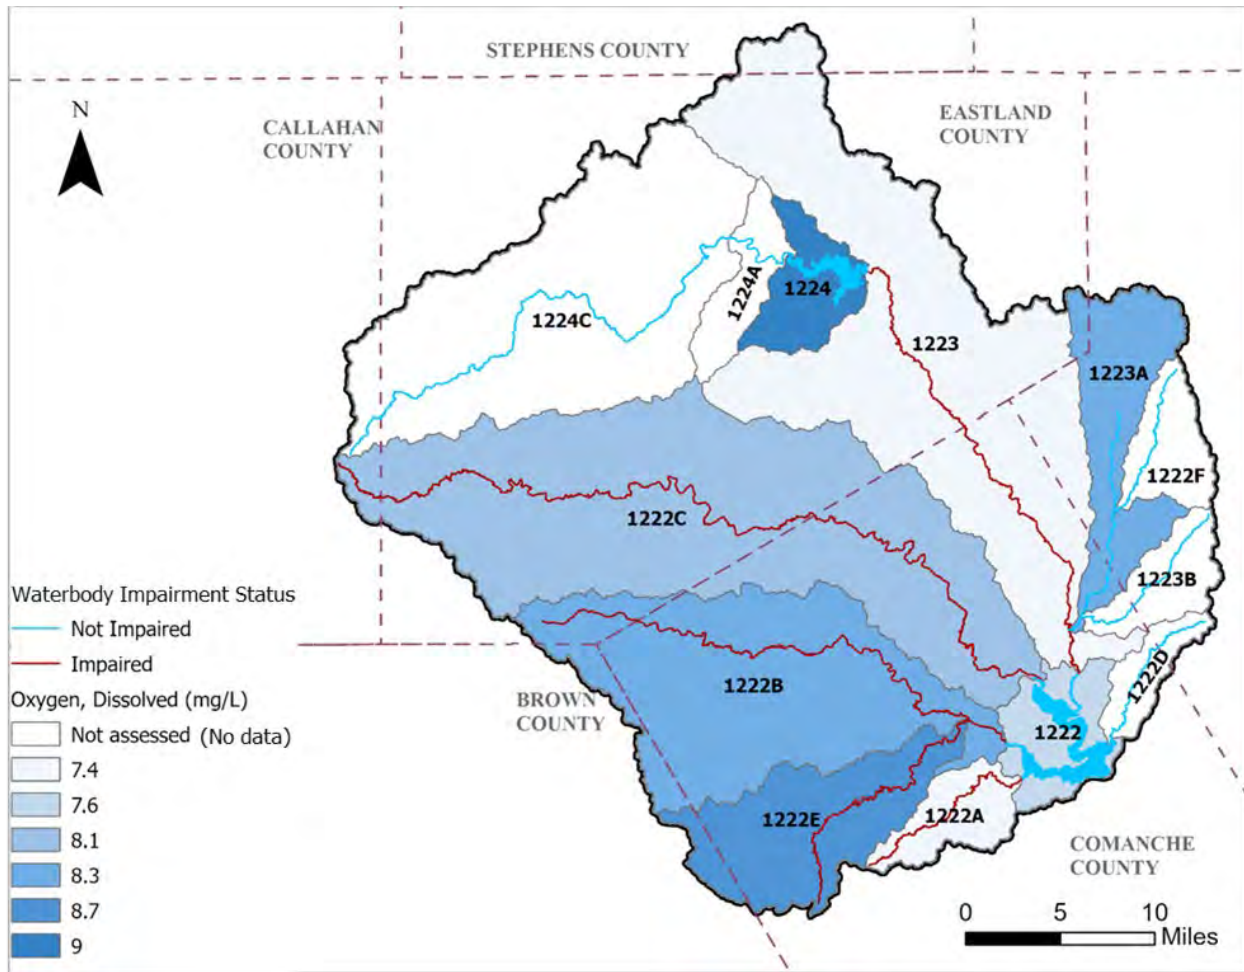 STEPHENS COUNTY
N
CALLAHAN
COUNTY
EASTLAND
COUNTY
1224A
1224
1224C
1223
1223A
1222F
1222C
1223B
Waterbody Impairment Status
Not Impaired
Impaired
Oxygen, Dissolved (mg/L)
Not assessed (No data)
7.4
7.6
8.1
8.3
8.7
9
1222B
BROWN
COUNTY
1222D
1222
1222E
1222A
COMANCHE
COUNTY
0 5 10
Miles